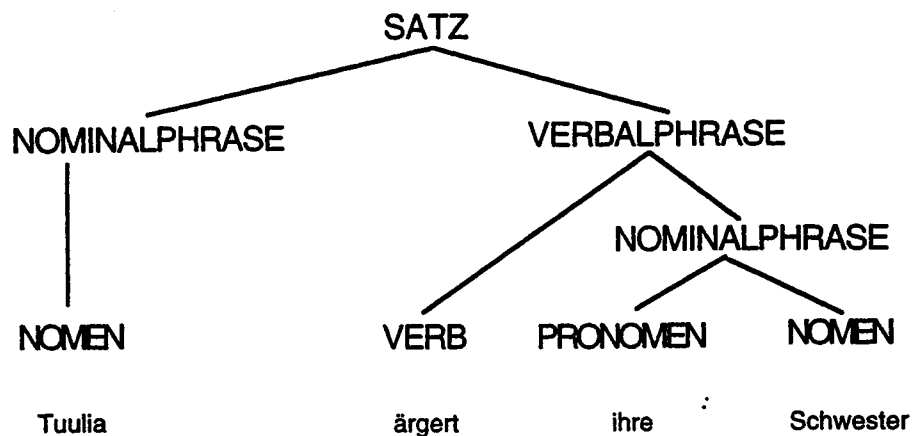 SATZ
NOMINALPHRASE VERBALPHRASE
NOMINALPHRASE
NOMEN VERB PRONOMEN NOMEN
Tuulia ärgert ihre Schwester